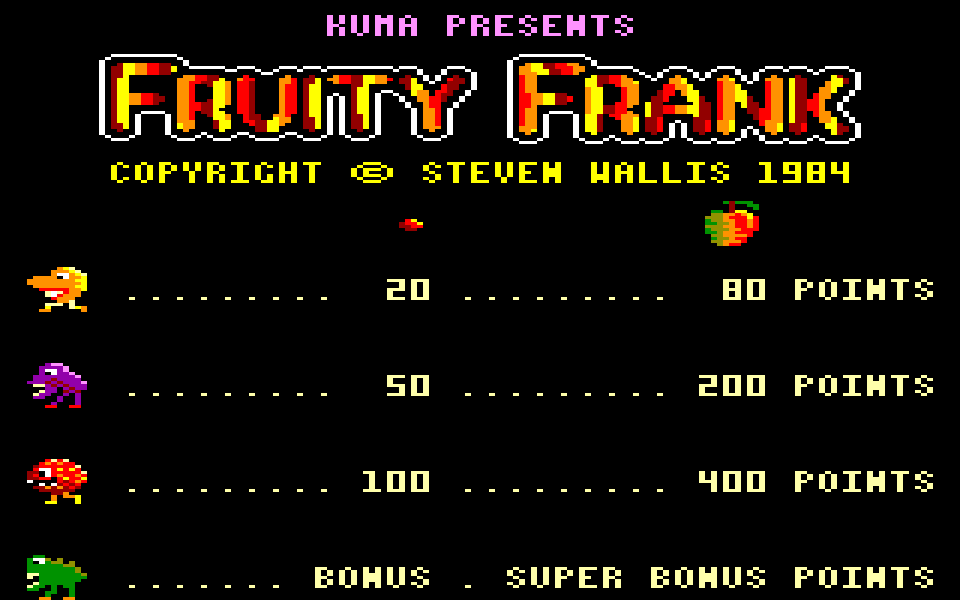 KUMA PRESENTS
FRUITY FRANK
COPYRIGHT © STEVEN WALLIS 1984
......... 20 ......... 80 POINTS
......... 50 ......... 200 POINTS
......... 100 ......... 400 POINTS
....... BONUS . SUPER BONUS POINTS